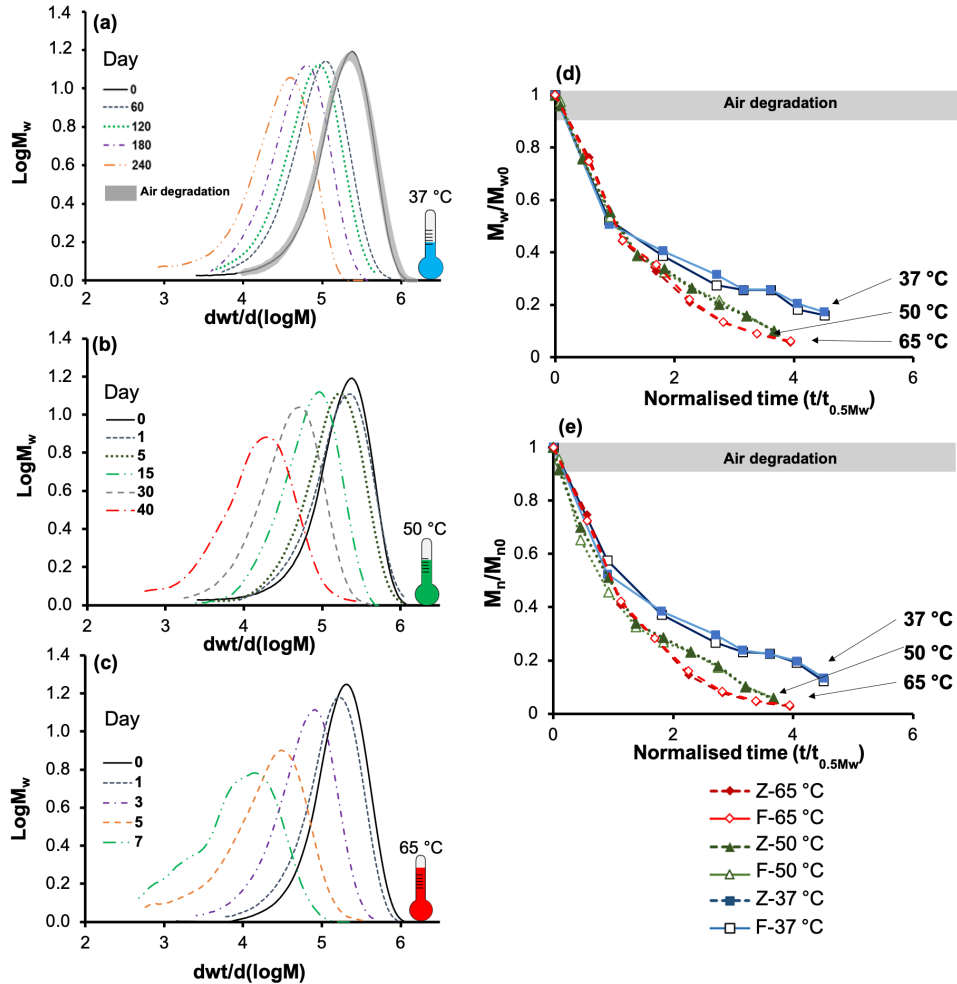 (a)
Day
0
60
120
180
240
Air degradation
37 °C
LogMw
1.4
1.2
1.0
0.8
0.6
0.4
0.2
0.0
2 3 4 5 6
dwt/d(logM)
(b)
Day
0
1
5
15
30
40
50 °C
LogMw
1.4
1.2
1.0
0.8
0.6
0.4
0.2
0.0
2 3 4 5 6
dwt/d(logM)
(c)
Day
0
1
3
5
7
65 °C
LogMw
1.4
1.2
1.0
0.8
0.6
0.4
0.2
0.0
2 3 4 5 6
dwt/d(logM)
(d)
Air degradation
Mw/Mw0
1
0.8
0.6
0.4
0.2
0
37 °C
50 °C
65 °C
0 2 4 6
Normalised time (t/t0.5Mw)
(e)
Air degradation
Mn/Mn0
1
0.8
0.6
0.4
0.2
0
37 °C
50 °C
65 °C
0 2 4 6
Normalised time (t/t0.5Mw)
Z-65 °C
F-65 °C
Z-50 °C
F-50 °C
Z-37 °C
F-37 °C